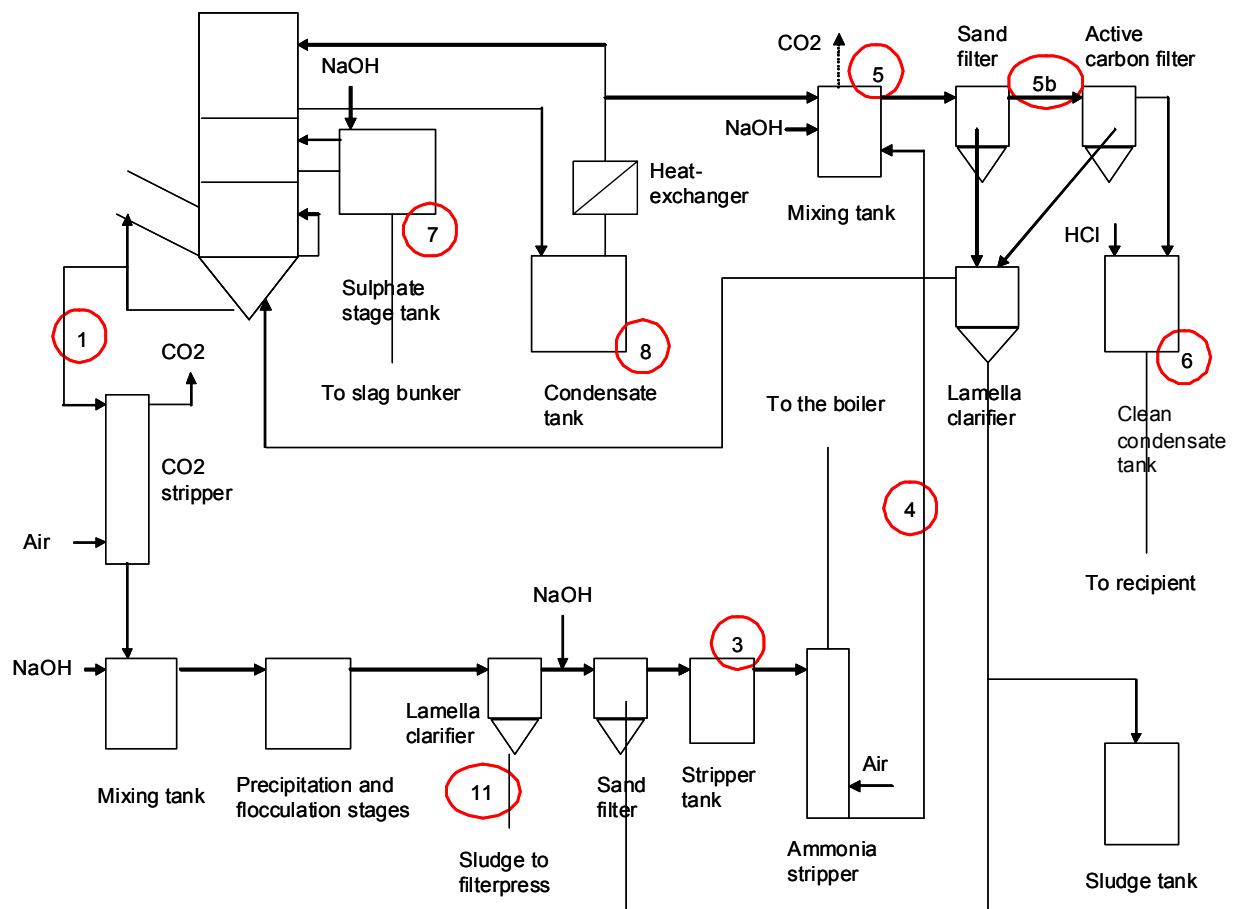 CO2
Sand
filter
Active
carbon filter
NaOH
5
5b
NaOH
Heat-
exchanger
Mixing tank
7
HCl
Sulphate
stage tank
1
8
6
CO2
To slag bunker
Condensate
tank
To the boiler
Lamella
clarifier
Clean
condensate
tank
CO2
stripper
4
Air
To recipient
NaOH
3
NaOH
Lamella
clarifier
Air
Mixing tank
Precipitation and
flocculation stages
11
Sand
filter
Stripper
tank
Sludge to
filterpress
Ammonia
stripper
Sludge tank